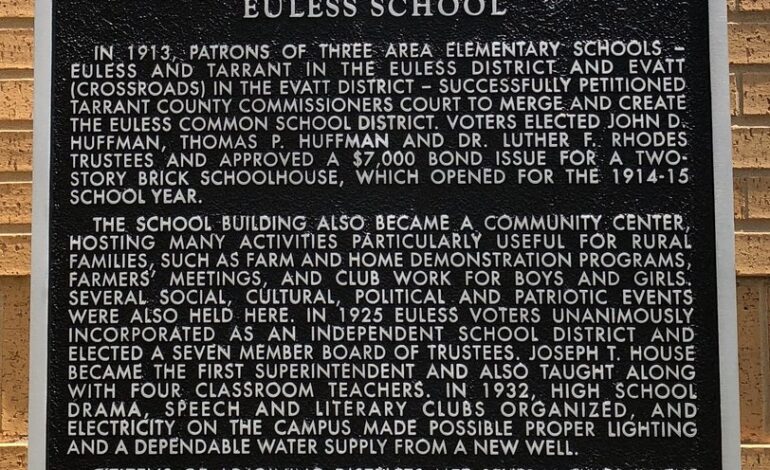 EULESS SCHOOL
IN 1913, PATRONS OF THREE AREA ELEMENTARY SCHOOLS –
EULESS AND TARRANT IN THE EULESS DISTRICT AND EVATT
(CROSSROADS) IN THE EVATT DISTRICT – SUCCESSFULLY PETITIONED
TARRANT COUNTY COMMISSIONERS COURT TO MERGE AND CREATE
THE EULESS COMMON SCHOOL DISTRICT. VOTERS ELECTED JOHN D.
HUFFMAN, THOMAS P. HUFFMAN AND DR. LUTHER F. RHODES
TRUSTEES AND APPROVED A $7,000 BOND ISSUE FOR A TWO-
STORY BRICK SCHOOLHOUSE, WHICH OPENED FOR THE 1914-15
SCHOOL YEAR.
THE SCHOOL BUILDING ALSO BECAME A COMMUNITY CENTER,
HOSTING MANY ACTIVITIES PARTICULARLY USEFUL FOR RURAL
FAMILIES, SUCH AS FARM AND HOME DEMONSTRATION PROGRAMS,
FARMERS' MEETINGS, AND CLUB WORK FOR BOYS AND GIRLS.
SEVERAL SOCIAL, CULTURAL, POLITICAL AND PATRIOTIC EVENTS
WERE ALSO HELD HERE. IN 1925 EULESS VOTERS UNANIMOUSLY
INCORPORATED AS AN INDEPENDENT SCHOOL DISTRICT AND
ELECTED A SEVEN MEMBER BOARD OF TRUSTEES. JOSEPH T. HOUSE
BECAME THE FIRST SUPERINTENDENT AND ALSO TAUGHT ALONG
WITH FOUR CLASSROOM TEACHERS. IN 1932, HIGH SCHOOL
DRAMA, SPEECH AND LITERARY CLUBS ORGANIZED, AND
ELECTRICITY ON THE CAMPUS MADE POSSIBLE PROPER LIGHTING
AND A DEPENDABLE WATER SUPPLY FROM A NEW WELL.